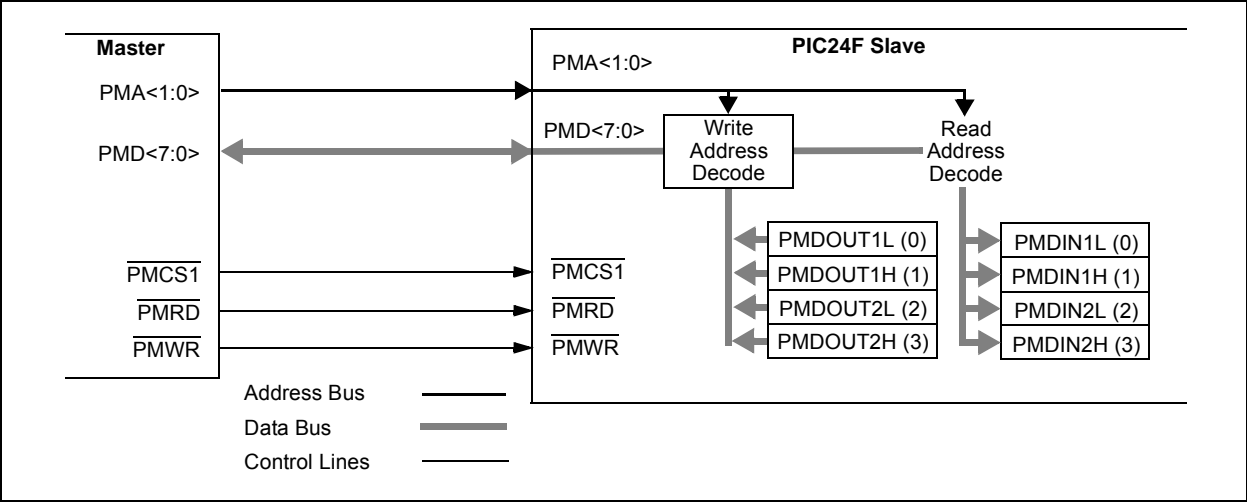 Master
PIC24F Slave
PMA<1:0>
PMA<1:0>
PMD<7:0>
PMD<7:0>
Write
Address
Decode
Read
Address
Decode
PMDOUT1L (0)
PMDOUT1H (1)
PMDOUT2L (2)
PMDOUT2H (3)
PMDIN1L (0)
PMDIN1H (1)
PMDIN2L (2)
PMDIN2H (3)
PMCS1
PMCS1
PMRD
PMRD
PMWR
PMWR
Address Bus
Data Bus
Control Lines